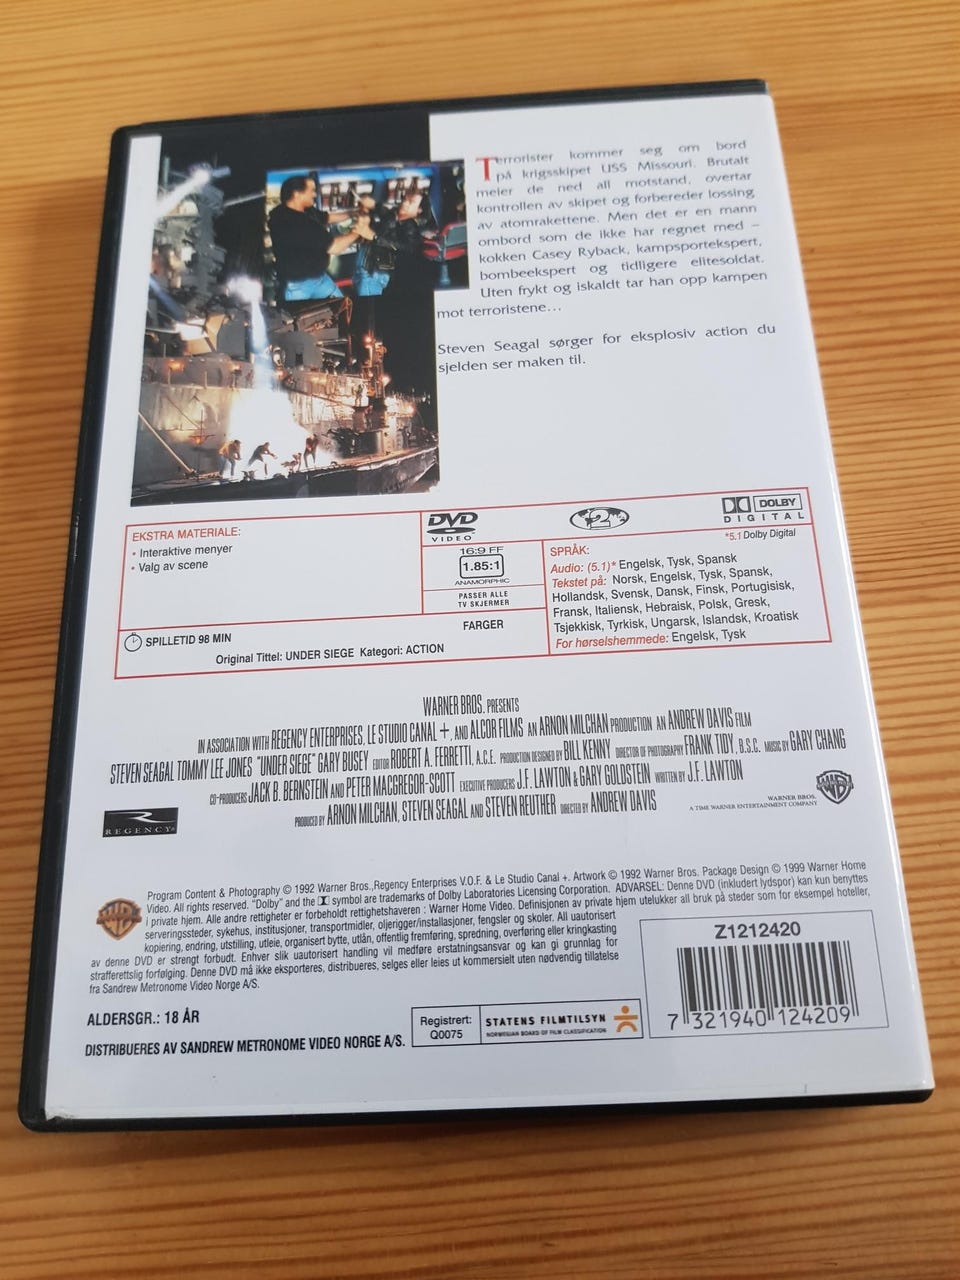 Terrorister kommer seg om bord
på krigsskipet USS Missouri. Brutalt
meier de ned all motstand, overtar
kontrollen av skipet og forbereder lossing
av atomrakettene. Men det er en mann
ombord som de ikke har regnet med –
kokken Casey Ryback, kampsportekspert,
bombeekspert og tidligere elitesoldat.
Uten frykt og iskaldt tar han opp kampen
mot terroristene...
Steven Seagal sørger for eksplosiv action du
sjelden ser maken til.
EKSTRA MATERIALE:
• Interaktive menyer
• Valg av scene
DVD
VIDEO
2
DOLBY
DIGITAL
*5.1 Dolby Digital
16:9 FF
1.85:1
ANAMORPHIC
PASSER ALLE
TV SKJERMER
FARGER
SPRÅK:
Audio: (5.1)* Engelsk, Tysk, Spansk
Tekstet på: Norsk, Engelsk, Tysk, Spansk,
Hollandsk, Svensk, Dansk, Finsk, Portugisisk,
Fransk, Italiensk, Hebraisk, Polsk, Gresk,
Tsjekkisk, Tyrkisk, Ungarsk, Islandsk, Kroatisk
For hørselshemmede: Engelsk, Tysk
SPILLETID 98 MIN
Original Tittel: UNDER SIEGE Kategori: ACTION
WARNER BROS. PRESENTS
IN ASSOCIATION WITH REGENCY ENTERPRISES, LE STUDIO CANAL +, AND ALCOR FILMS AN ARNON MILCHAN PRODUCTION AN ANDREW DAVIS FILM
STEVEN SEAGAL TOMMY LEE JONES "UNDER SIEGE" GARY BUSEY EDITOR ROBERT A. FERRETTI, A.C.E. PRODUCTION DESIGNED BY BILL KENNY DIRECTOR OF PHOTOGRAPHY FRANK TIDY, B.S.C. MUSIC BY GARY CHANG
CO-PRODUCERS JACK B. BERNSTEIN AND PETER MACGREGOR-SCOTT EXECUTIVE PRODUCERS J.F. LAWTON & GARY GOLDSTEIN WRITTEN BY J.F. LAWTON
PRODUCED BY ARNON MILCHAN, STEVEN SEAGAL AND STEVEN REUTHER DIRECTED BY ANDREW DAVIS
REGENCY
WARNER BROS.
A TIME WARNER ENTERTAINMENT COMPANY
Program Content & Photography © 1992 Warner Bros.,Regency Enterprises V.O.F. & Le Studio Canal +. Artwork © 1992 Warner Bros. Package Design © 1999 Warner Home
Video. All rights reserved. "Dolby" and the symbol are trademarks of Dolby Laboratories Licensing Corporation. ADVARSEL: Denne DVD (inkludert lydspor) kan kun benyttes
i private hjem. Alle andre rettigheter er forbeholdt rettighetshaveren : Warner Home Video. Definisjonen av private hjem utelukker all bruk på steder som for eksempel hoteller,
serveringssteder, sykehus, institusjoner, transportmidler, oljerigger/installasjoner, fengsler og skoler. All uautorisert
kopiering, endring, utstilling, utleie, organisert bytte, utlån, offentlig fremføring, spredning, overføring eller kringkasting
av denne DVD er strengt forbudt. Enhver slik uautorisert handling vil medføre erstatningsansvar og kan gi grunnlag for
strafferettslig forfølging. Denne DVD må ikke eksporteres, distribueres, selges eller leies ut kommersielt uten nødvendig tillatelse
fra Sandrew Metronome Video Norge A/S.
Z1212420
7 321940 124209
ALDERSGR.: 18 ÅR
DISTRIBUERES AV SANDREW METRONOME VIDEO NORGE A/S.
Registrert:
Q0075
STATENS FILMTILSYN
NORWEGIAN BOARD OF FILM CLASSIFICATION